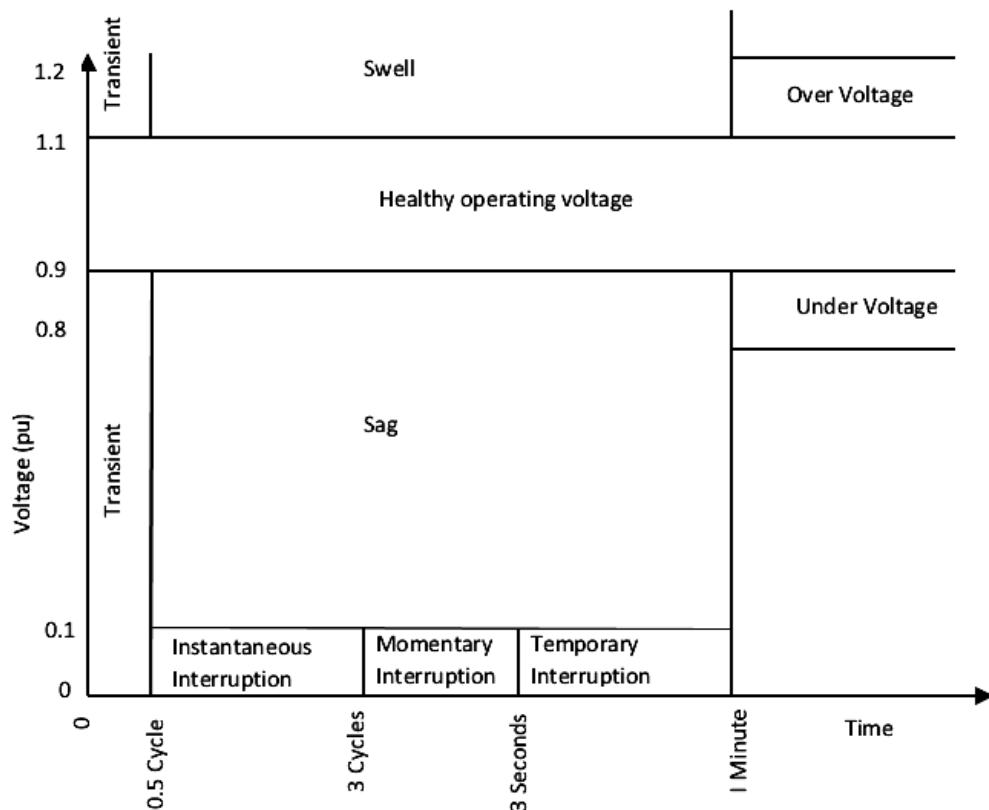 Transient
Swell
1.2
Over Voltage
1.1
Healthy operating voltage
0.9
Under Voltage
0.8
Sag
Transient
Voltage (pu)
0.1
Instantaneous
Interruption
Momentary
Interruption
Temporary
Interruption
0
0
0.5 Cycle
3 Cycles
3 Seconds
I Minute
Time